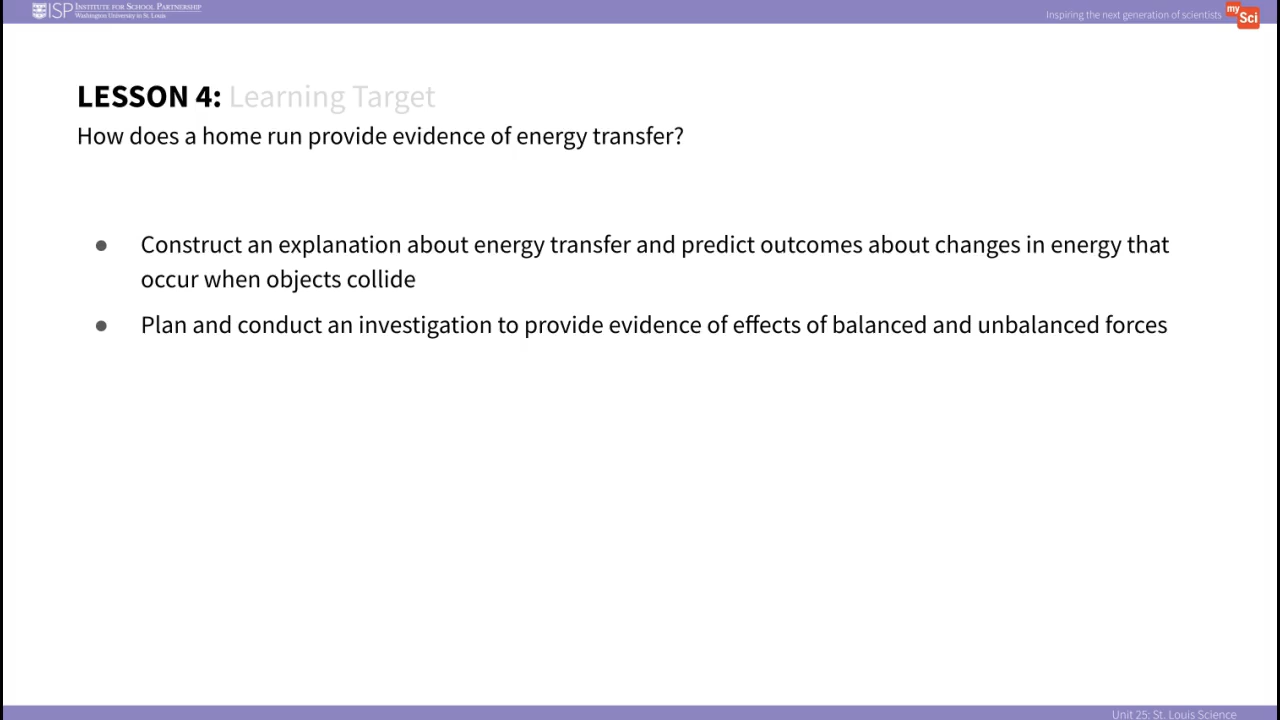 ISP INSTITUTE FOR SCHOOL PARTNERSHIP
Washington University in St. Louis
Inspiring the next generation of scientists
my
Sci
LESSON 4: Learning Target
How does a home run provide evidence of energy transfer?
● Construct an explanation about energy transfer and predict outcomes about changes in energy that
occur when objects collide
● Plan and conduct an investigation to provide evidence of effects of balanced and unbalanced forces
Unit 25: St. Louis Science